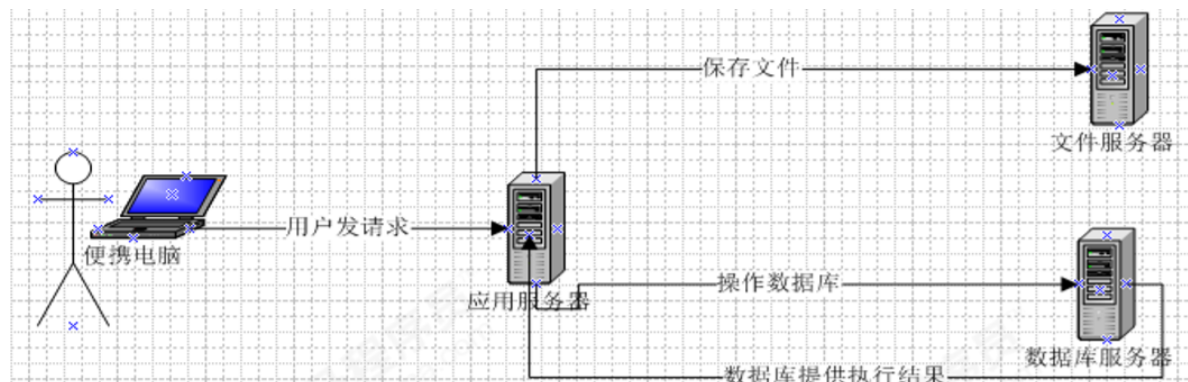 保存文件
文件服务器
用户发请求
便携电脑
操作数据库
应用服务器
数据库服务器
数据库提供执行结果